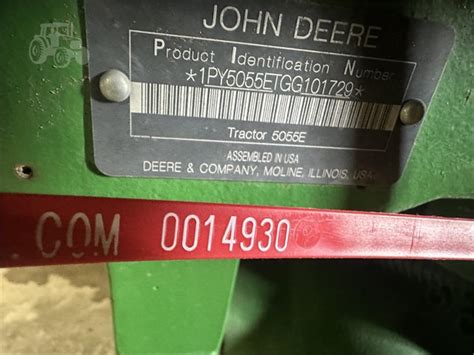 JOHN DEERE
Product Identification Number
*1PY5055ETGG101729*
Tractor 5055E
ASSEMBLED IN USA
DEERE & COMPANY, MOLINE, ILLINOIS, USA
COM 0014930